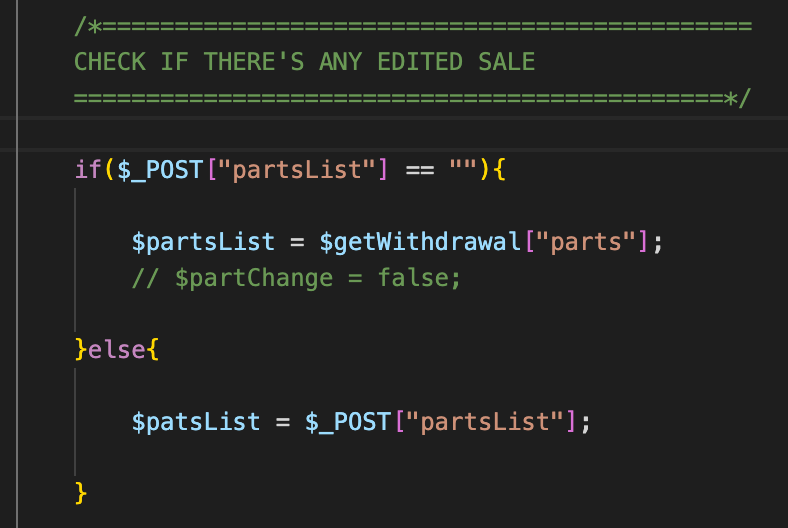 /*=============================================
CHECK IF THERE'S ANY EDITED SALE
=============================================*/
if($_POST["partsList"] == ""){
$partsList = $getWithdrawal["parts"];
// $partChange = false;
}else{
$patsList = $_POST["partsList"];
}